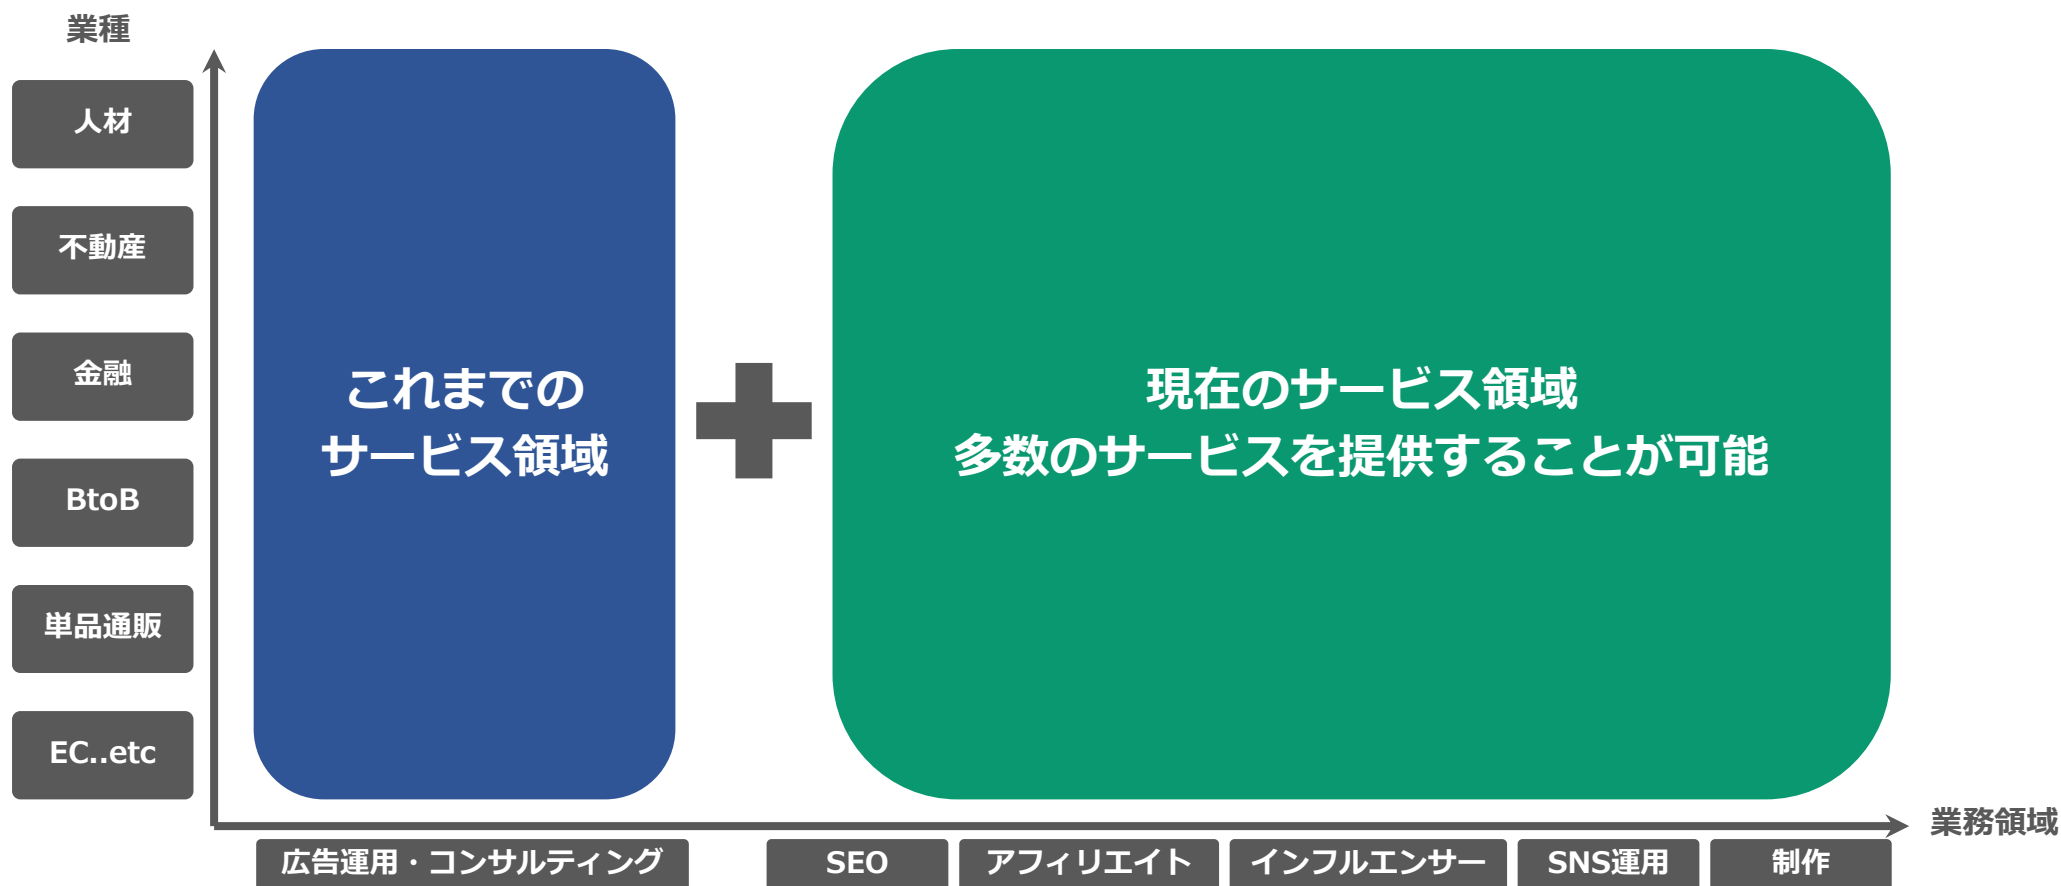 業種
人材
不動産
金融
BtoB
単品通販
EC..etc
これまでの
サービス領域
現在のサービス領域
多数のサービスを提供することが可能
業務領域
広告運用・コンサルティング
SEO
アフィリエイト
インフルエンサー
SNS運用
制作